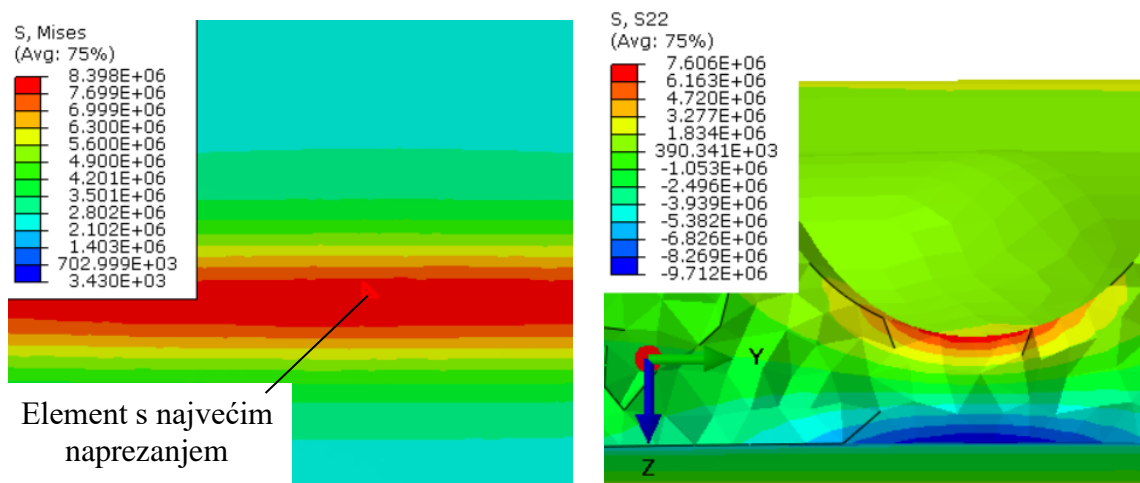 S, Mises
(Avg: 75%)
8.398E+06
7.699E+06
6.999E+06
6.300E+06
5.600E+06
4.900E+06
4.201E+06
3.501E+06
2.802E+06
2.102E+06
1.403E+06
702.999E+03
3.430E+03
Element s najvećim
naprezanjem
S, S22
(Avg: 75%)
7.606E+06
6.163E+06
4.720E+06
3.277E+06
1.834E+06
390.341E+03
-1.053E+06
-2.496E+06
-3.939E+06
-5.382E+06
-6.826E+06
-8.269E+06
-9.712E+06
Y
Z